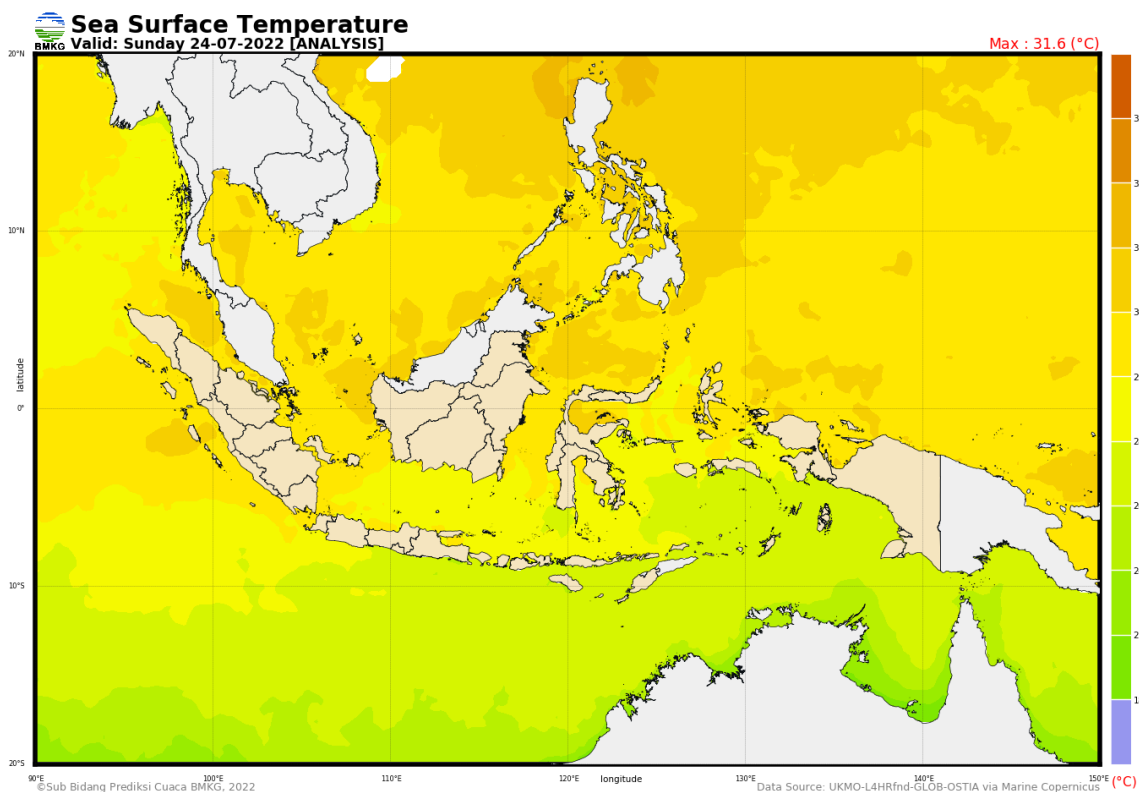 Sea Surface Temperature
BMKG Valid: Sunday 24-07-2022 [ANALYSIS]
Max : 31.6 (°C)
20°N
10°N
0°
10°S
20°S
latitude
3
3
3
3
3
2
2
2
2
2
1
90°E 100°E 110°E 120°E 130°E 140°E 150°E
longitude
(°C)
©Sub Bidang Prediksi Cuaca BMKG, 2022
Data Source: UKMO-L4HRfnd-GLOB-OSTIA via Marine Copernicus